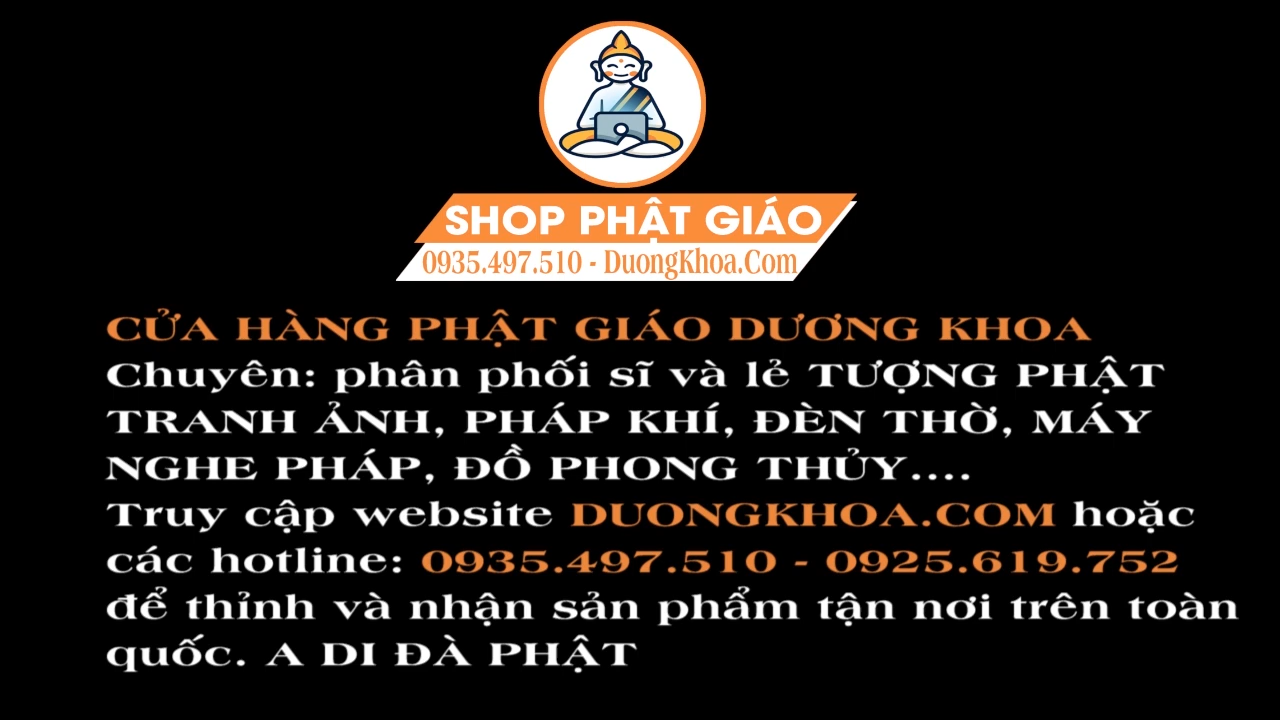 SHOP PHẬT GIÁO
0935.497.510 - DuongKhoa.Com
CỬA HÀNG PHẬT GIÁO DƯƠNG KHOA
Chuyên: phân phối sĩ và lẻ TƯỢNG PHẬT
TRANH ẢNH, PHÁP KHÍ, ĐÈN THỜ, MÁY
NGHE PHÁP, ĐỒ PHONG THỦY....
Truy cập website DUONGKHOA.COM hoặc
các hotline: 0935.497.510 - 0925.619.752
để thỉnh và nhận sản phẩm tận nơi trên toàn
quốc. A DI ĐÀ PHẬT